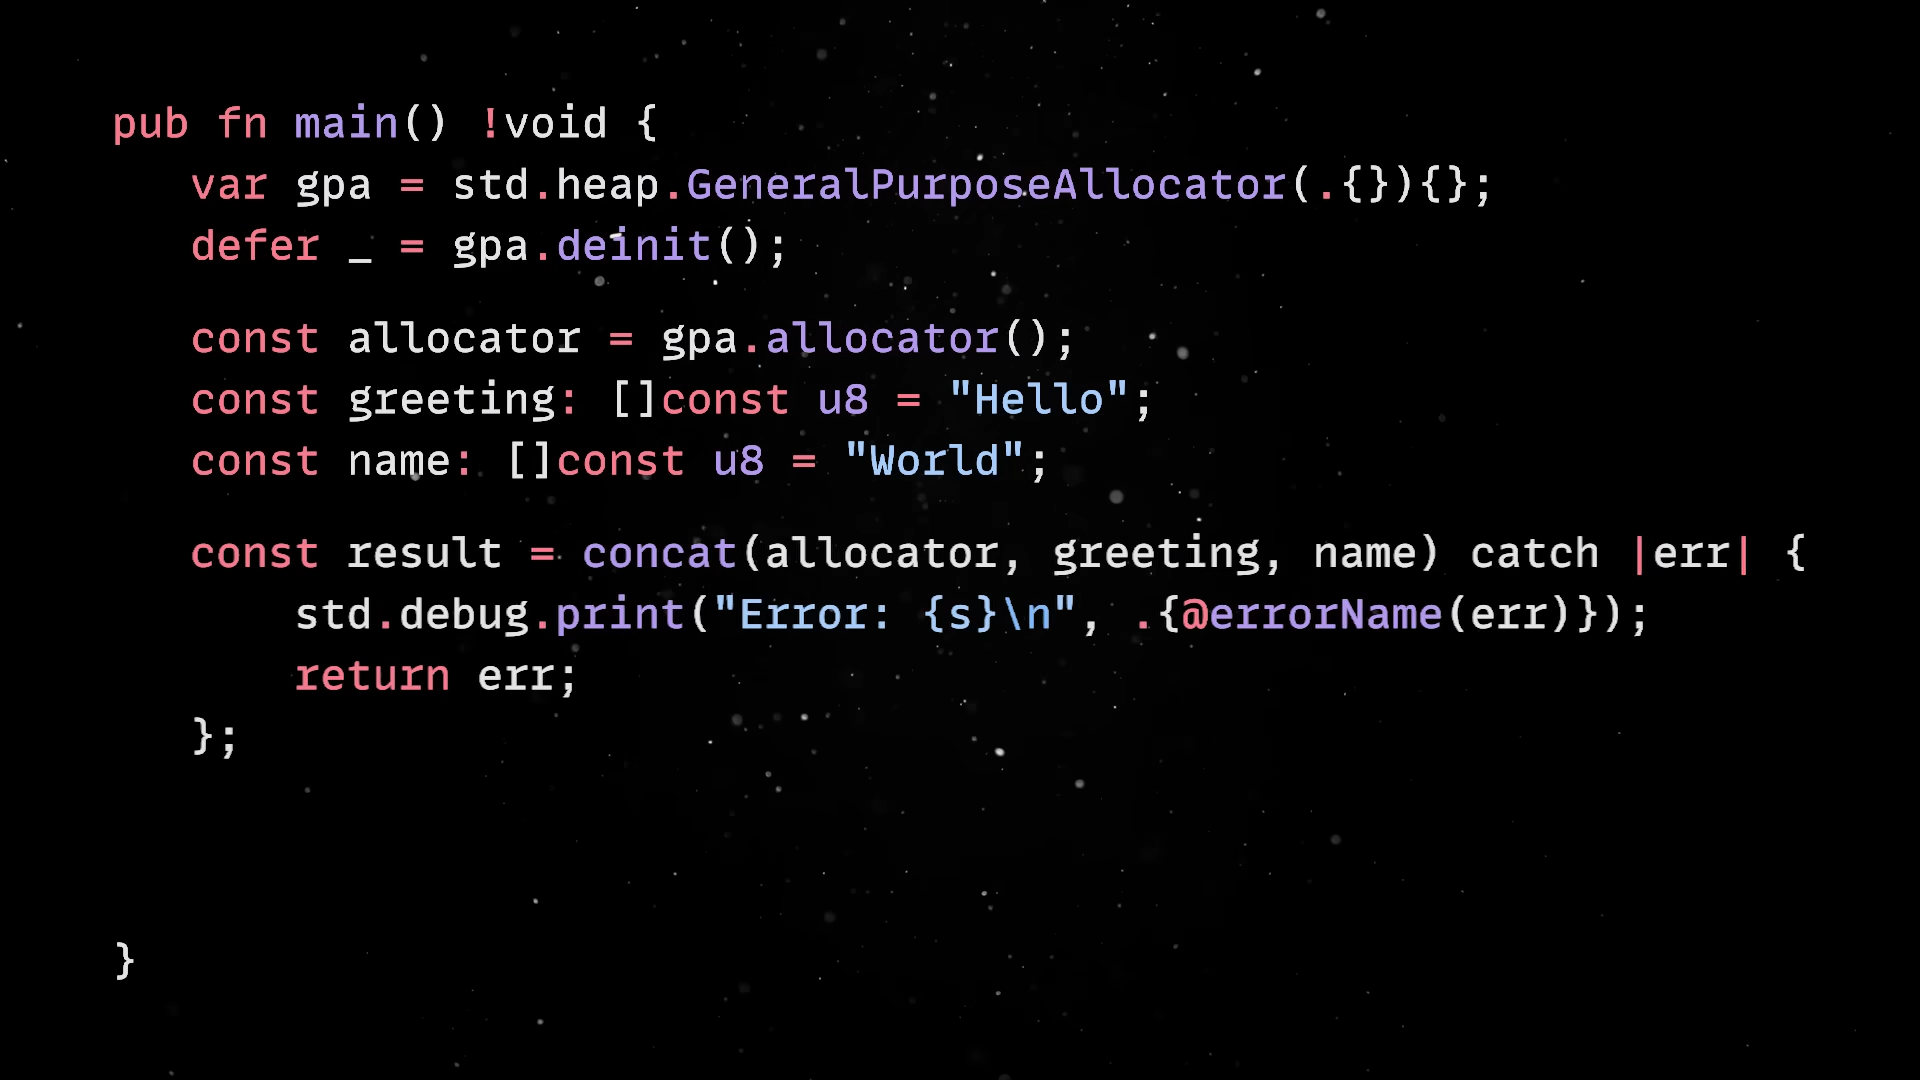 pub fn main() !void {
var gpa = std.heap.GeneralPurposeAllocator(.{}){};
defer _ = gpa.deinit();
const allocator = gpa.allocator();
const greeting: []const u8 = "Hello";
const name: []const u8 = "World";
const result = concat(allocator, greeting, name) catch |err| {
std.debug.print("Error: {s}\n", .{@errorName(err)});
return err;
};
}